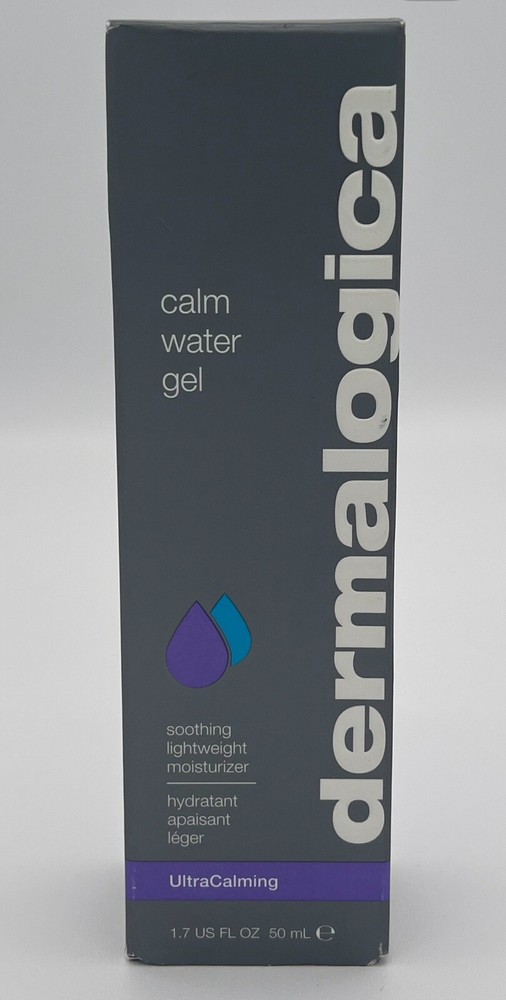 dermalogica
calm
water
gel
soothing
lightweight
moisturizer
hydratant
apaisant
léger
UltraCalming
1.7 US FL OZ 50 mL ℮